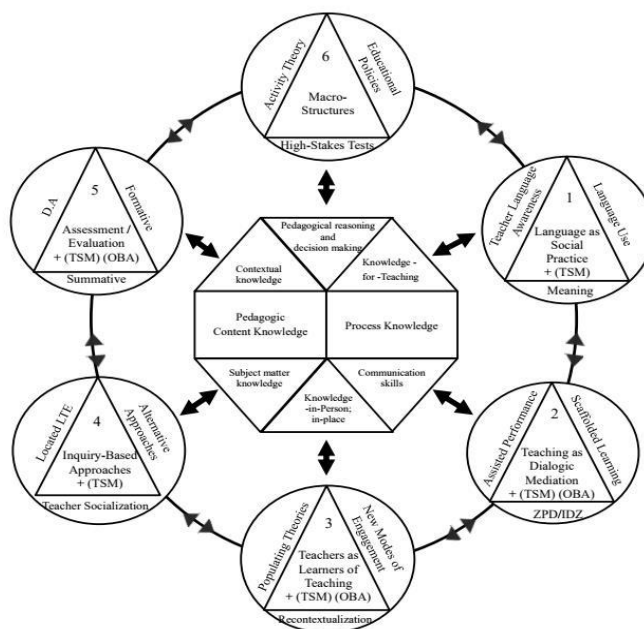 Activity Theory
6
Macro-
Structures
Educational
Policies
High-Stakes Tests
Teacher Language
Awareness
1
Language as
Social
Practice
+ (TSM)
Language Use
Meaning
Assisted Performance
2
Teaching as
Dialogic
Mediation
+ (TSM) (OBA)
Scaffolded Learning
ZPD/IDZ
Populating Theories
3
Teachers as
Learners of
Teaching
+ (TSM) (OBA)
New Modes of
Engagement
Recontextualization
Located LTE
4
Inquiry-Based
Approaches
+ (TSM)
Alternative
Approaches
Teacher Socialization
D.A
5
Assessment /
Evaluation
+ (TSM) (OBA)
Formative
Summative
Pedagogical reasoning
and
decision making
Contextual
knowledge
Knowledge -
for -Teaching
Pedagogic
Content Knowledge
Process Knowledge
Subject matter
knowledge
Knowledge
-in-Person;
in-place
Communication
skills